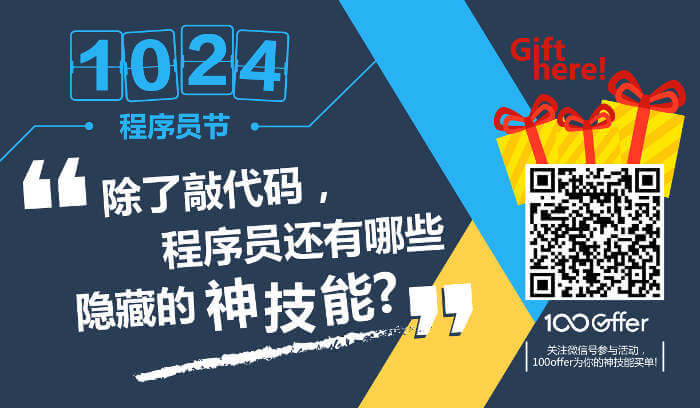 1024
程序员节
Gift
here!
“除了敲代码，
程序员还有哪些
隐藏的神技能?”
100offer
关注微信号参与活动，
100offer为你的神技能买单!